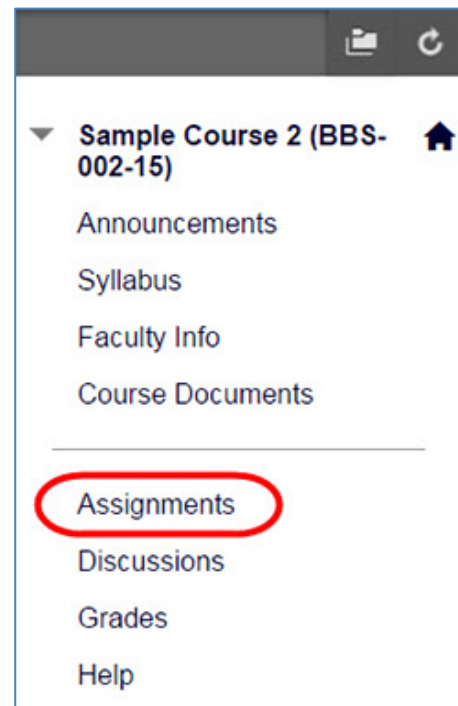 Sample Course 2 (BBS-
002-15)
Announcements
Syllabus
Faculty Info
Course Documents
Assignments
Discussions
Grades
Help